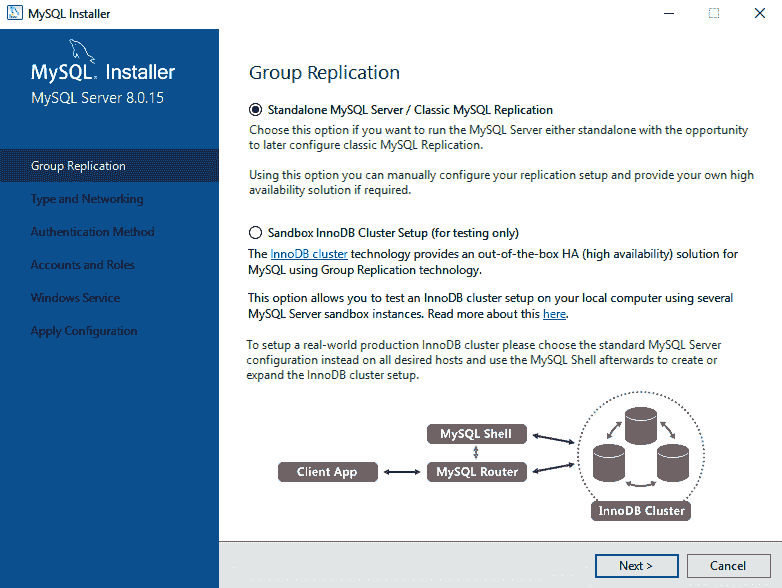 MySQL Installer
MySQL. Installer
MySQL Server 8.0.15
Group Replication
Type and Networking
Authentication Method
Accounts and Roles
Windows Service
Apply Configuration
Group Replication
Standalone MySQL Server / Classic MySQL Replication
Choose this option if you want to run the MySQL Server either standalone with the opportunity
to later configure classic MySQL Replication.
Using this option you can manually configure your replication setup and provide your own high
availability solution if required.
Sandbox InnoDB Cluster Setup (for testing only)
The InnoDB cluster technology provides an out-of-the-box HA (high availability) solution for
MySQL using Group Replication technology.
This option allows you to test an InnoDB cluster setup on your local computer using several
MySQL Server sandbox instances. Read more about this here.
To setup a real-world production InnoDB cluster please choose the standard MySQL Server
configuration instead on all desired hosts and use the MySQL Shell afterwards to create or
expand the InnoDB cluster setup.
MySQL Shell
Client App
MySQL Router
InnoDB Cluster
Next >
Cancel